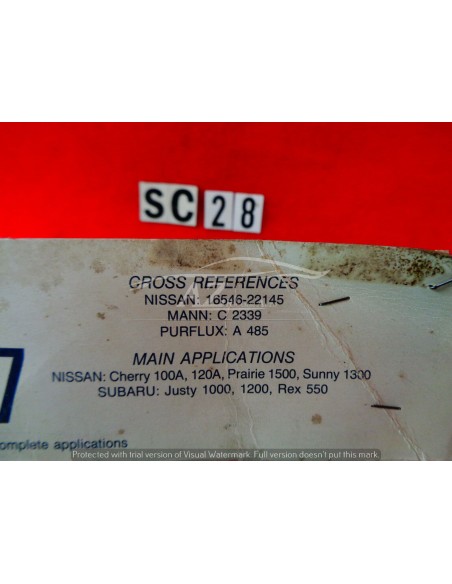 SC 28
CROSS REFERENCES
NISSAN: 16546-22145
MANN: C 2339
PURFLUX: A 485
MAIN APPLICATIONS
NISSAN: Cherry 100A, 120A, Prairie 1500, Sunny 1300
SUBARU: Justy 1000, 1200, Rex 550
omplete applications
Protected with trial version of Visual Watermark. Full version doesn't put this mark.